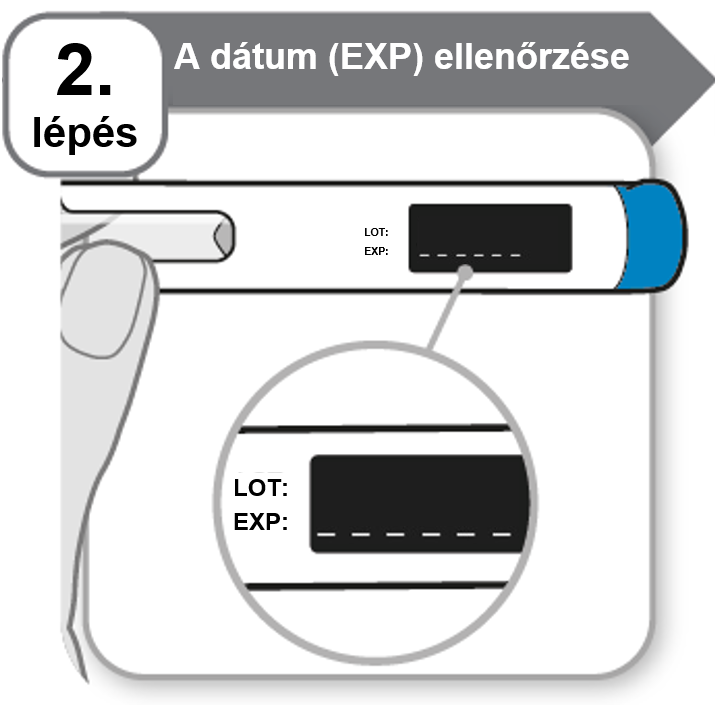 2.
lépés
A dátum (EXP) ellenőrzése
LOT:
EXP:
LOT:
EXP: